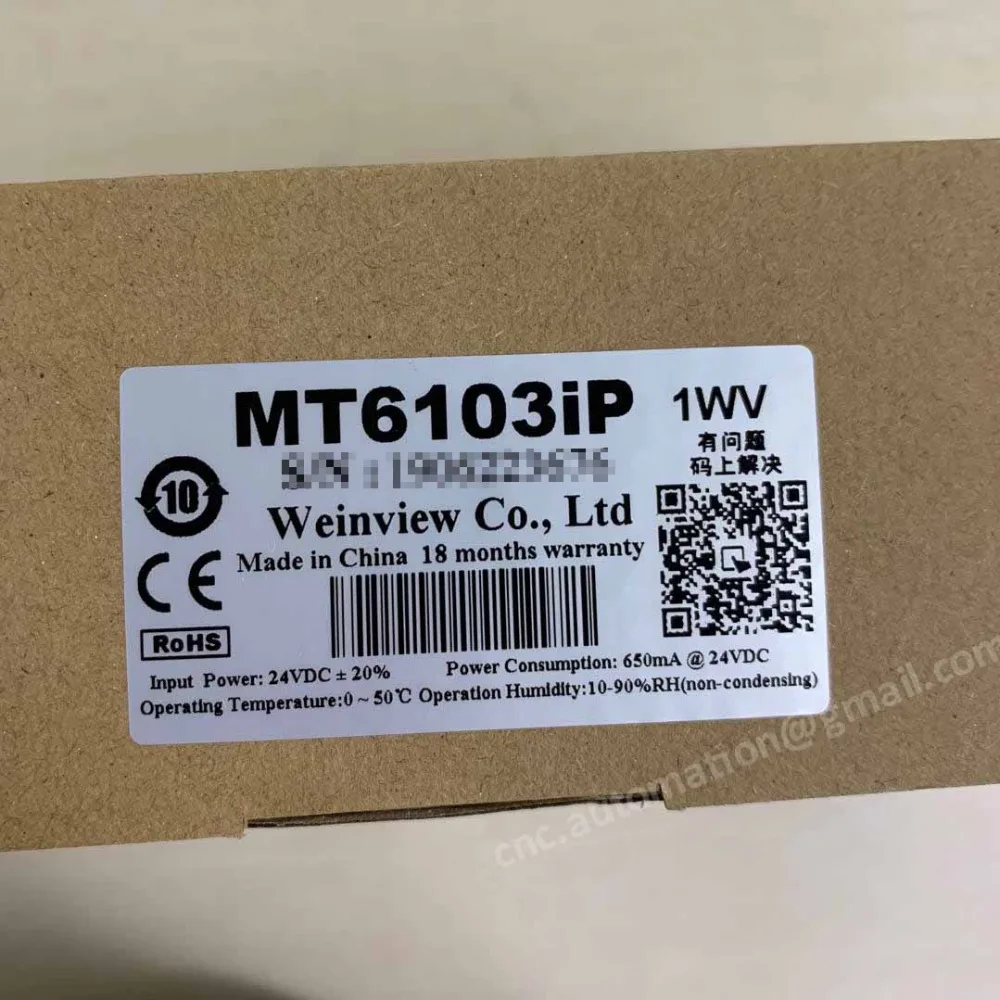 MT6103iP 1WV
有问题
码上解决
10
Weinview Co., Ltd
Made in China 18 months warranty
CE
RoHS
Input Power: 24VDC ± 20% Power Consumption: 650mA @ 24VDC
Operating Temperature:0 ~ 50℃ Operation Humidity:10-90%RH(non-condensing)
cnc.automation@gmail.com